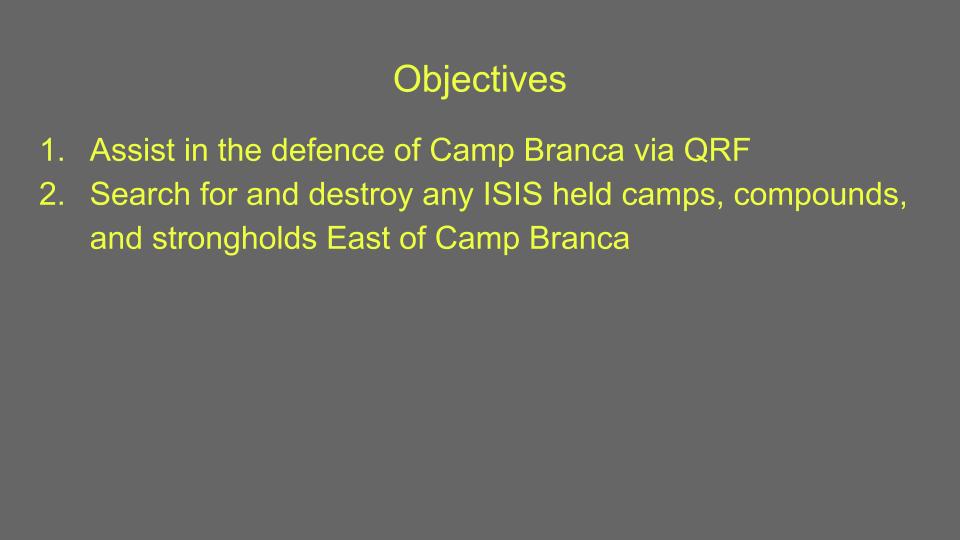 Objectives
1. Assist in the defence of Camp Branca via QRF
2. Search for and destroy any ISIS held camps, compounds,
and strongholds East of Camp Branca